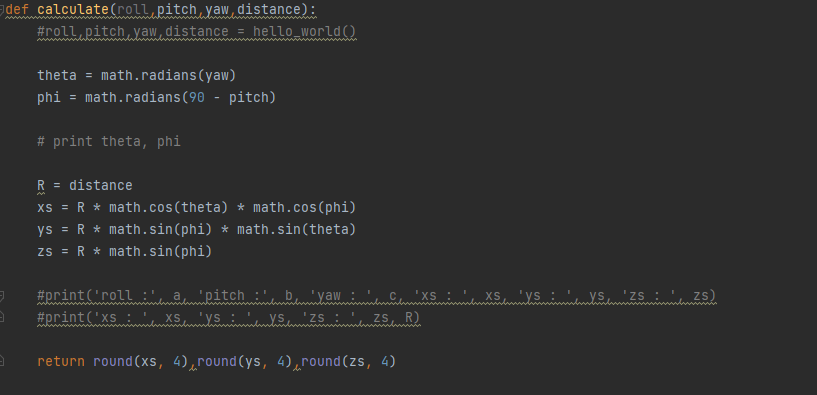 def calculate(roll,pitch,yaw,distance):
#roll,pitch,yaw,distance = hello_world()
theta = math.radians(yaw)
phi = math.radians(90 - pitch)
# print theta, phi
R = distance
xs = R * math.cos(theta) * math.cos(phi)
ys = R * math.sin(phi) * math.sin(theta)
zs = R * math.sin(phi)
#print('roll :', a, 'pitch :', b, 'yaw : ', c, 'xs : ', xs, 'ys : ', ys, 'zs : ', zs)
#print('xs : ', xs, 'ys : ', ys, 'zs : ', zs, R)
return round(xs, 4),round(ys, 4),round(zs, 4)